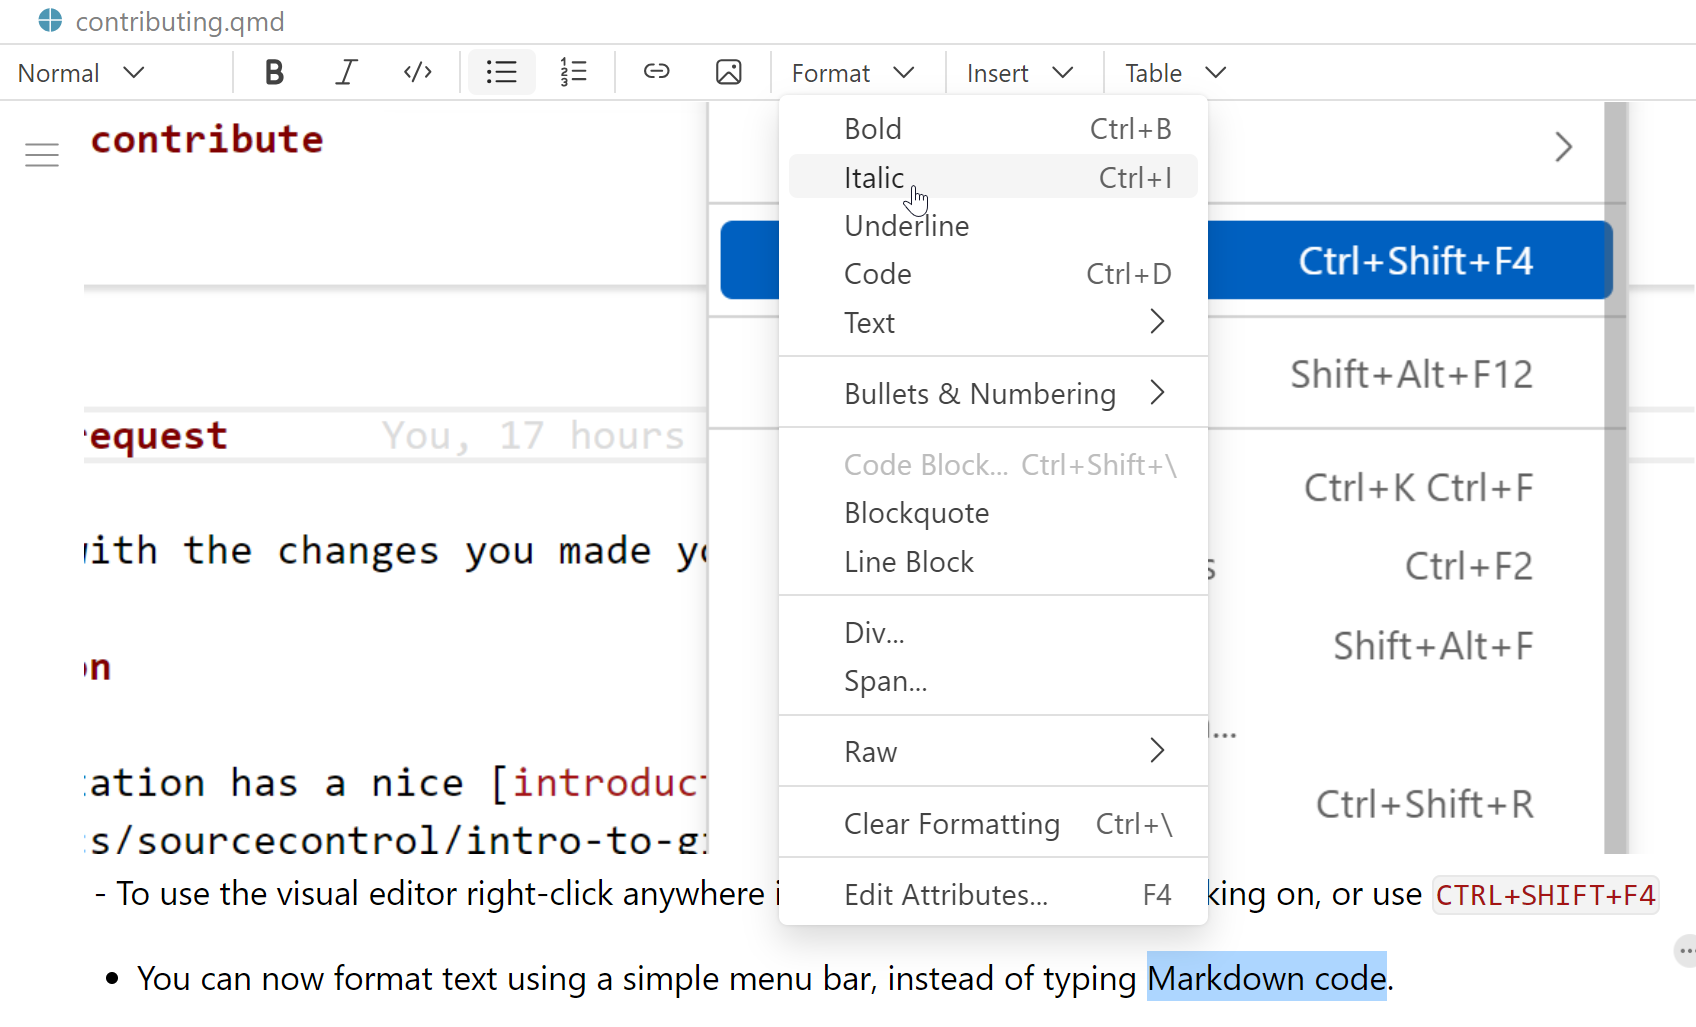 contributing.qmd
Normal B I </> Format Insert Table
contribute
Bold Ctrl+B
Italic Ctrl+I
Underline
Ctrl+Shift+F4
Code Ctrl+D
Text
Shift+Alt+F12
Bullets & Numbering
request You, 17 hours
Code Block... Ctrl+Shift+\
Ctrl+K Ctrl+F
Blockquote
with the changes you made
Line Block
Ctrl+F2
Div...
Shift+Alt+F
Span...
Raw
...
has a nice [introduc
Ctrl+Shift+R
Clear Formatting Ctrl+\
s/sourcecontrol/intro-to-gi
- To use the visual editor right-click anywhere
Edit Attributes... F4
king on, or use CTRL+SHIFT+F4
• You can now format text using a simple menu bar, instead of typing Markdown code.